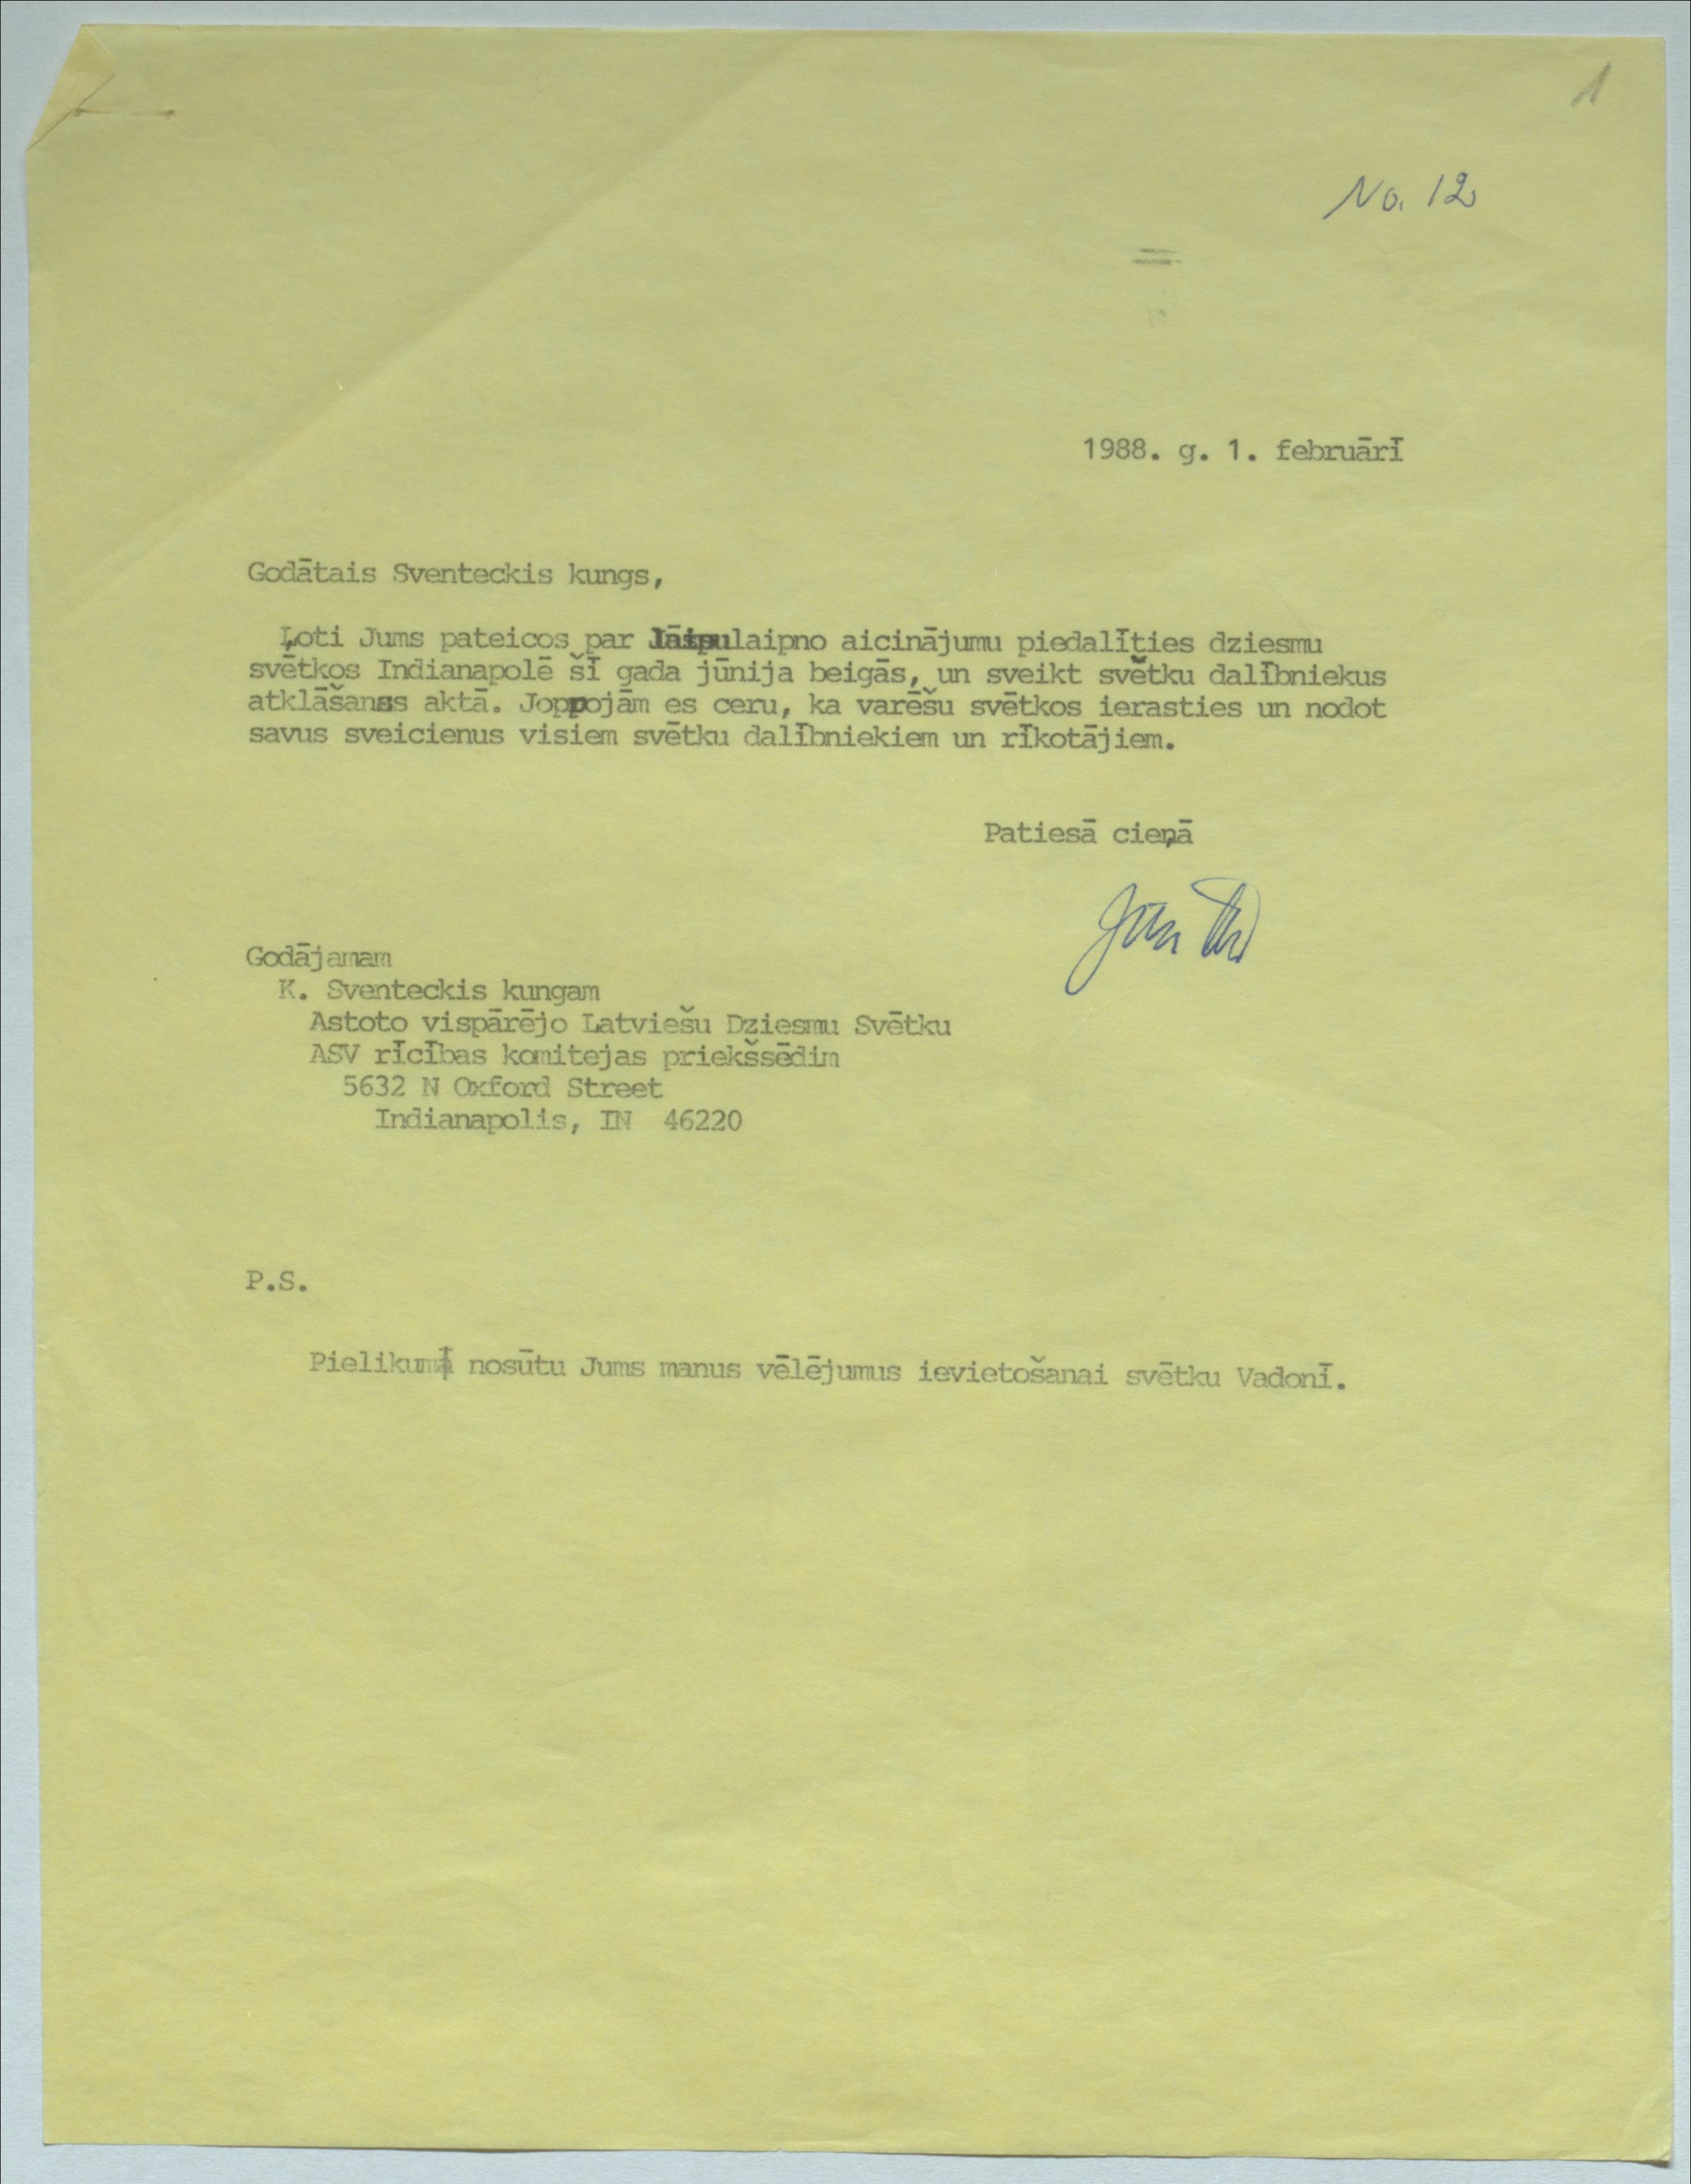 1
No. 12
1988. g. 1. februārī
Godātais Sventeckis kungs,
Ļoti Jums pateicos par laipno aicinājumu piedalīties dziesmu
svētkos Indianapolē šī gada jūnija beigās, un sveikt svētku dalībniekus
atklāšanas aktā. Joppojām es ceru, ka varēšu svētkos ierasties un nodot
savus sveicienus visiem svētku dalībniekiem un rīkotājiem.
Patiesā cieņā
Godājamam
K. Sventeckis kungam
Astoto vispārējo Latviešu Dziesmu Svētku
ASV rīcības komitejas priekšsēdim
5632 N Oxford Street
Indianapolis, IN 46220
P.S.
Pielikumā nosūtu Jums manus vēlējumus ievietošanai svētku Vadonī.